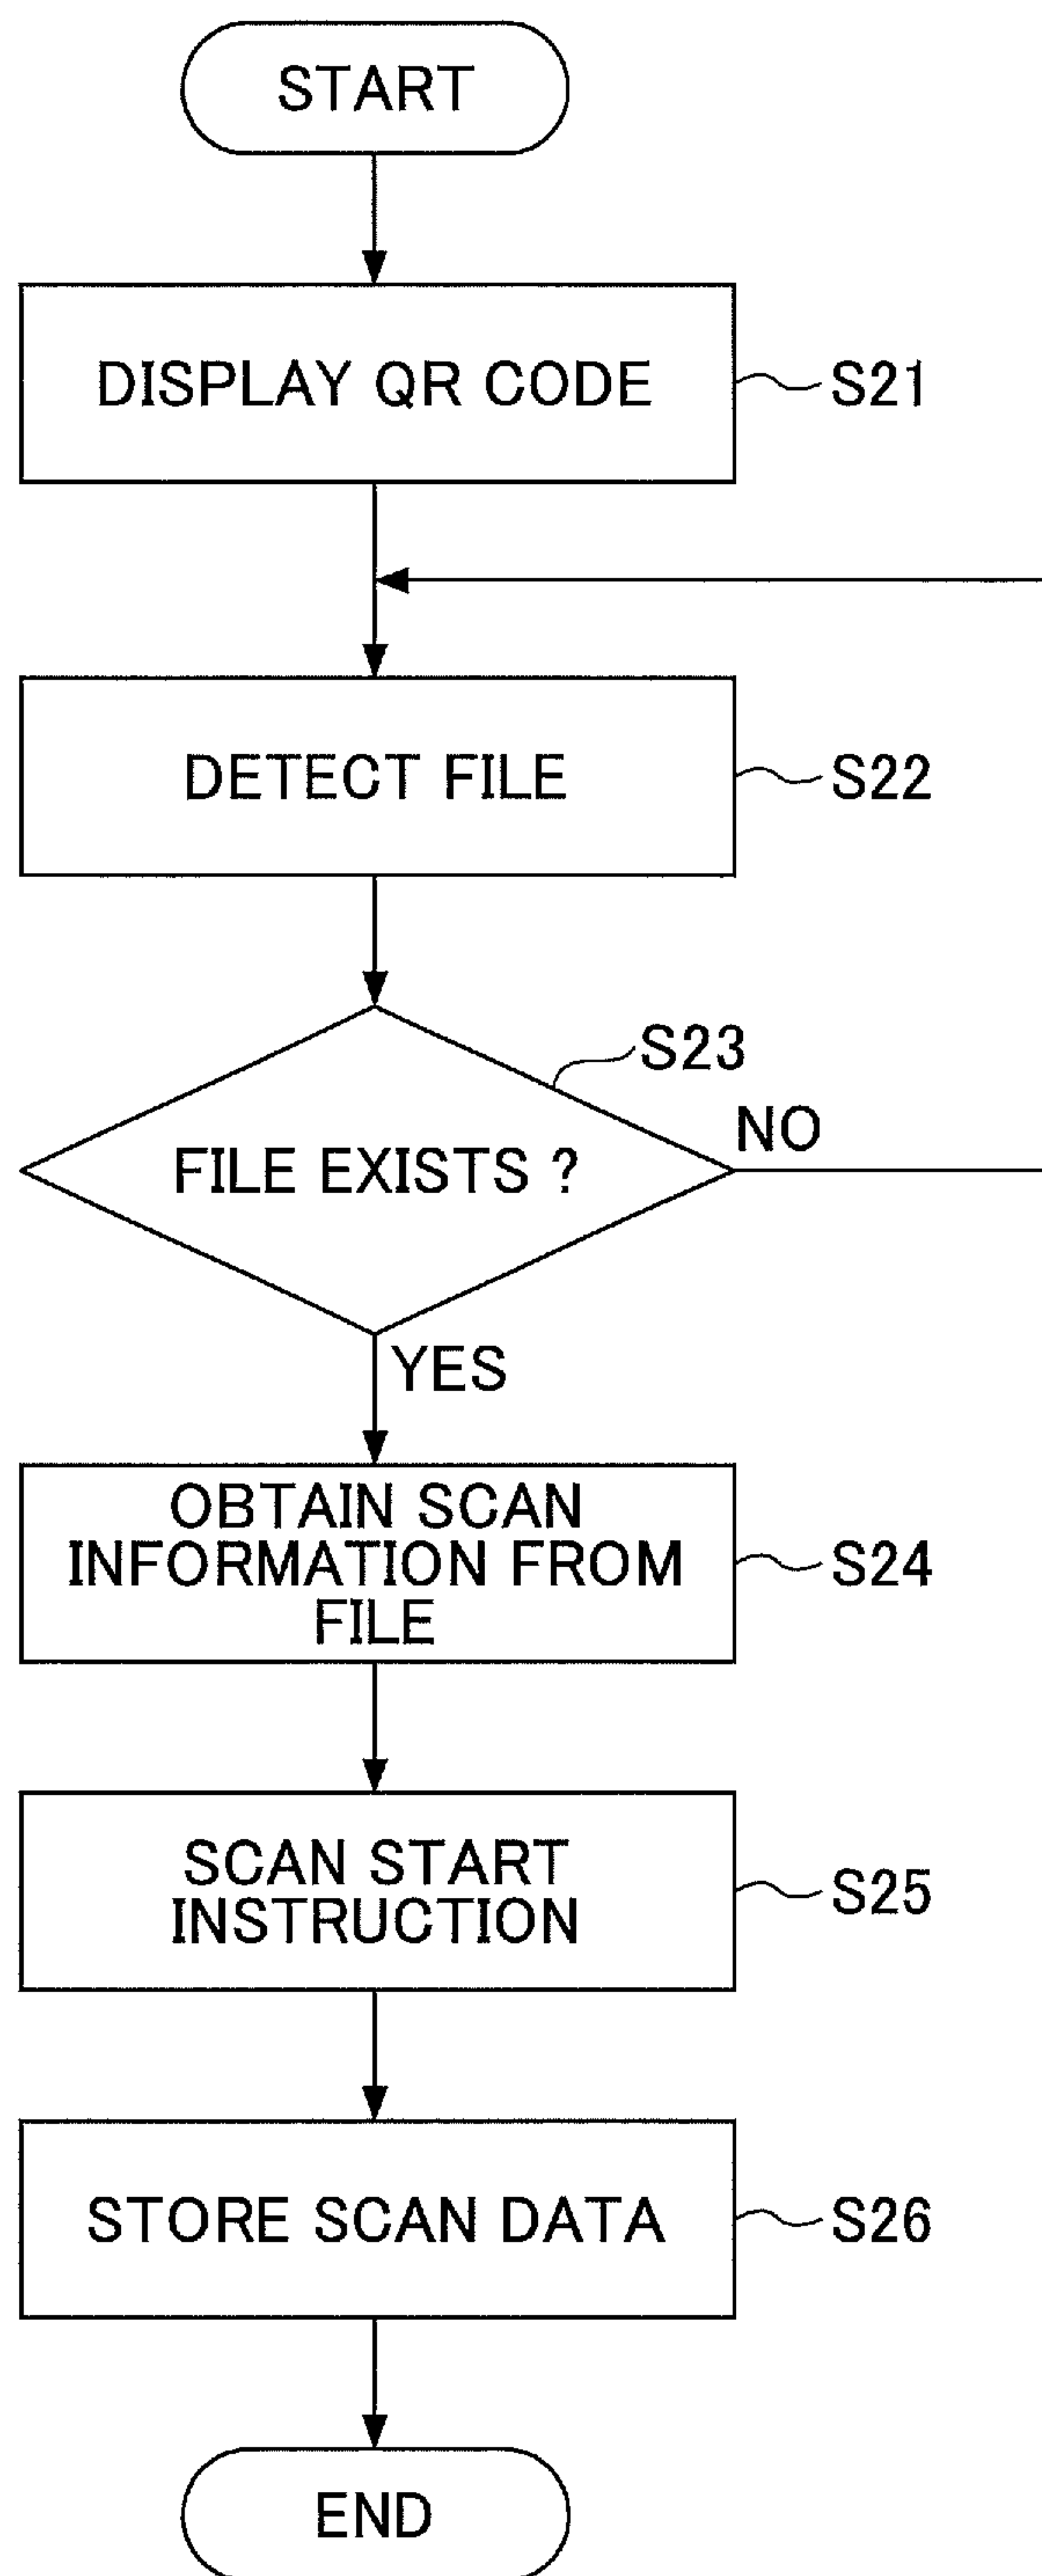 START
DISPLAY QR CODE
S21
DETECT FILE
S22
S23
FILE EXISTS ?
NO
YES
OBTAIN SCAN
INFORMATION FROM
FILE
S24
SCAN START
INSTRUCTION
S25
STORE SCAN DATA
S26
END